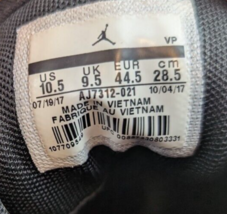 VP
US UK EUR cm
10.5 9.5 44.5 28.5
07/19/17 AJ7312-021 10/04/17
MADE IN VIETNAM
FABRIQUE AU VIETNAM